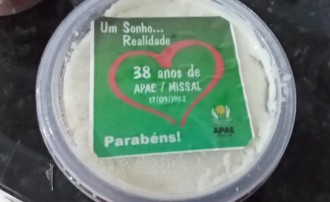 Um Sonho...
Realidade
38 anos de
APAE / MISSAL
Parabéns!
APAE